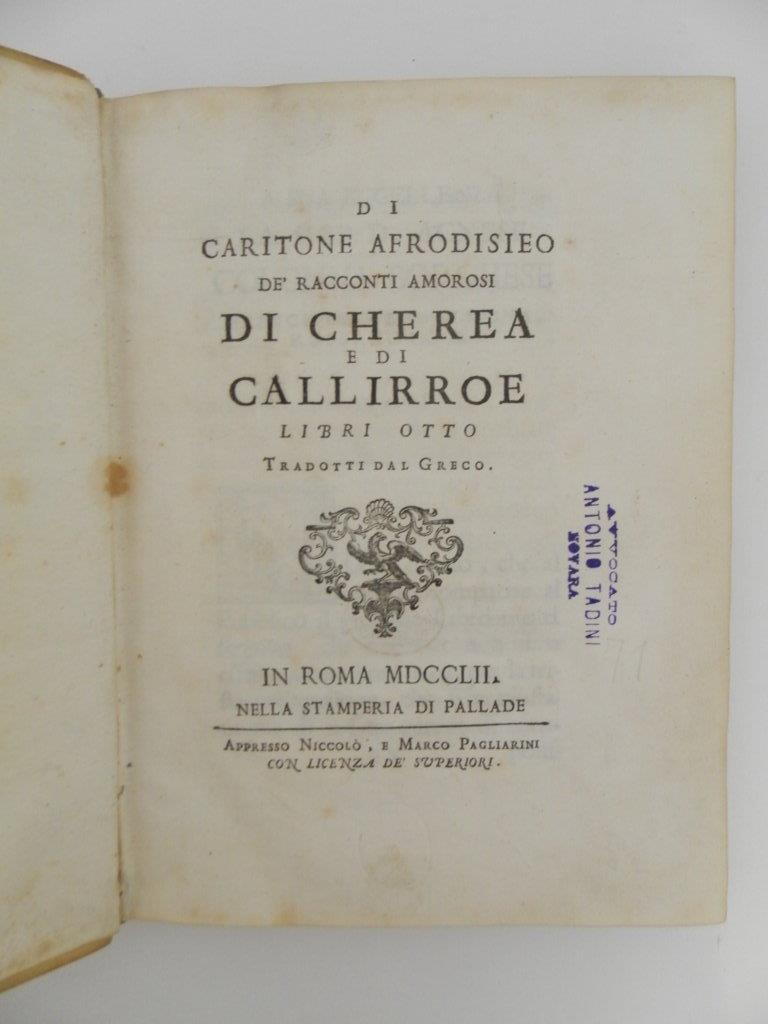 DI
CARITONE AFRODISIEO
DE' RACCONTI AMOROSI
DI CHEREA
E DI
CALLIRROE
LIBRI OTTO
TRADOTTI DAL GRECO.
IN ROMA MDCCLII.
NELLA STAMPERIA DI PALLADE
APPRESSO NICCOLÒ, E MARCO PAGLIARINI
CON LICENZA DE' SUPERIORI.
AVVOCATO
ANTONIO TADINI
NOVARA
71